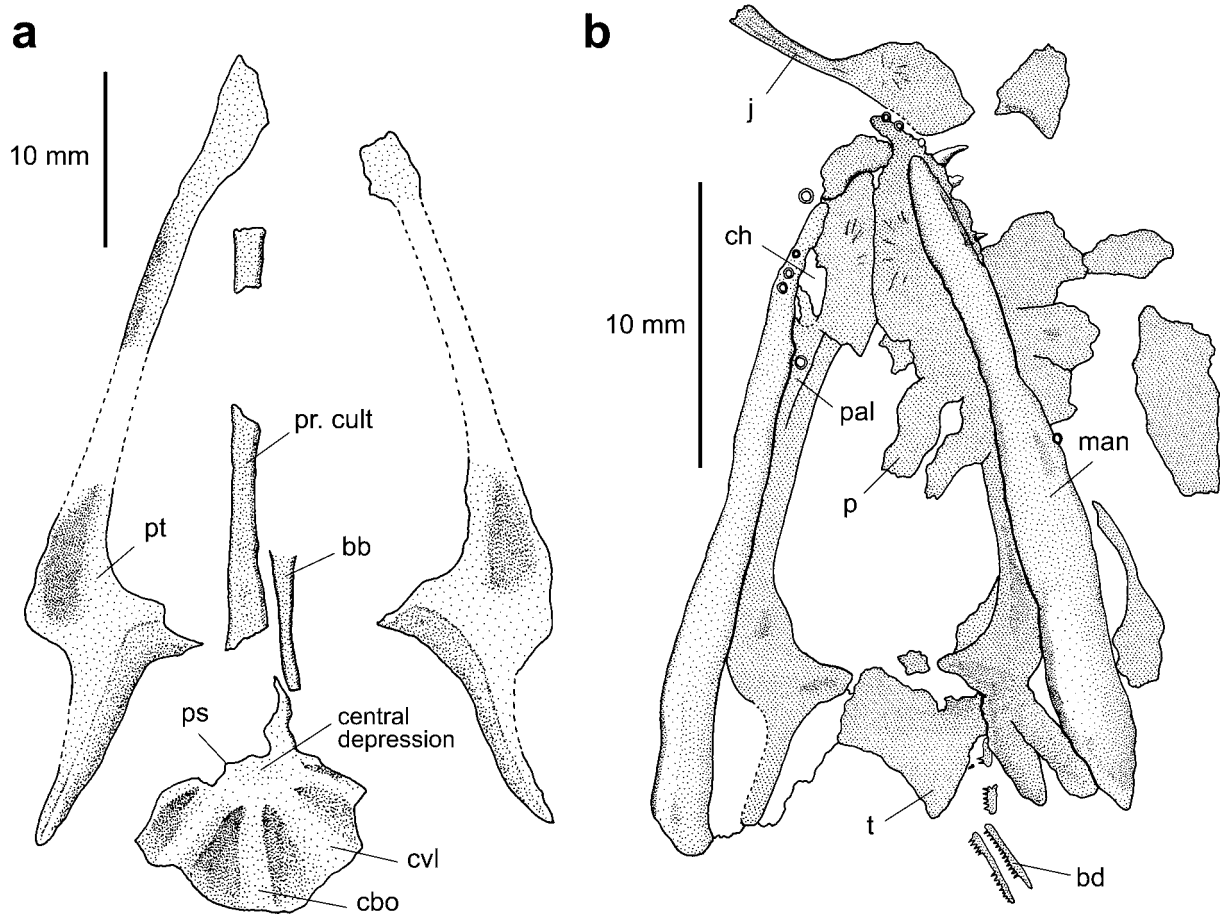 a
10 mm
pr. cult
pt
bb
ps
central
depression
cvl
cbo
b
j
ch
10 mm
pal
man
p
t
bd